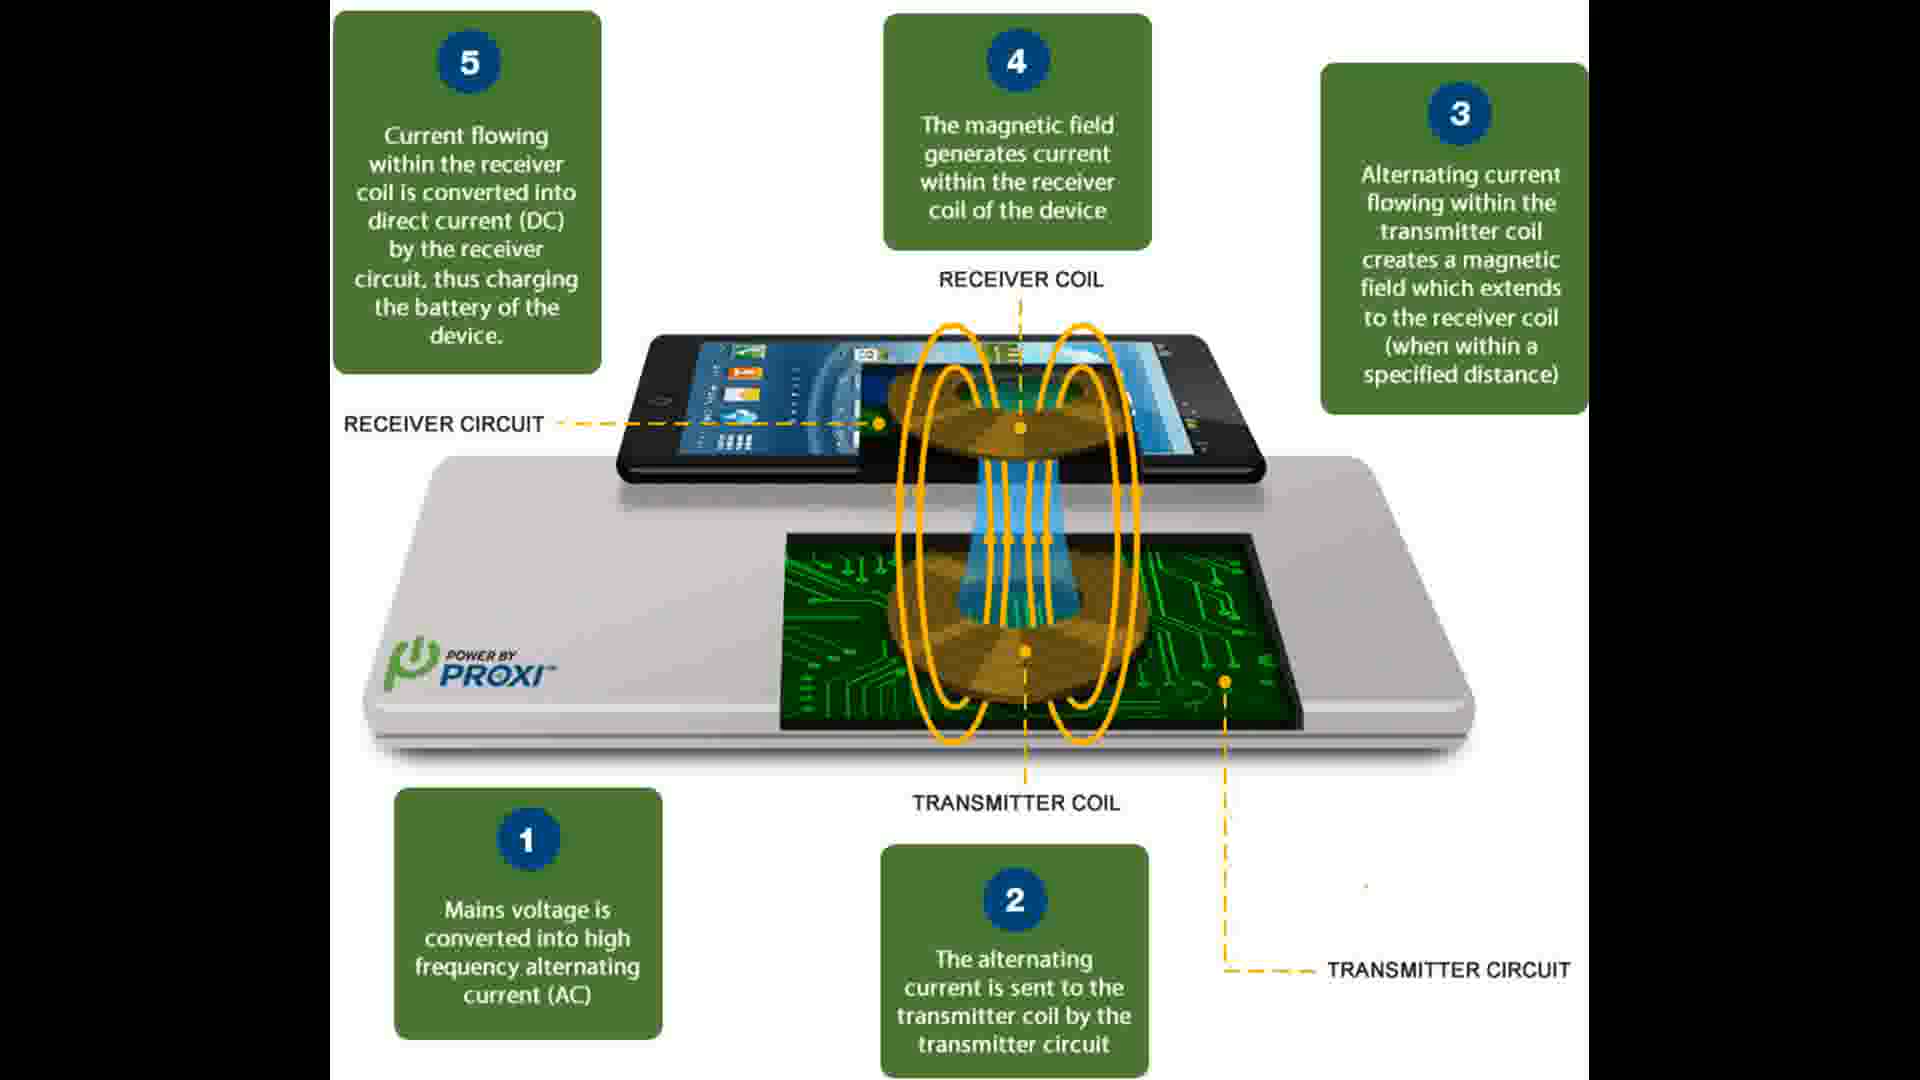 5
Current flowing
within the receiver
coil is converted into
direct current (DC)
by the receiver
circuit, thus charging
the battery of the
device.
4
The magnetic field
generates current
within the receiver
coil of the device
3
Alternating current
flowing within the
transmitter coil
creates a magnetic
field which extends
to the receiver coil
(when within a
specified distance)
RECEIVER COIL
RECEIVER CIRCUIT
POWER BY
PROXI™
TRANSMITTER COIL
1
Mains voltage is
converted into high
frequency alternating
current (AC)
2
The alternating
current is sent to the
transmitter coil by the
transmitter circuit
TRANSMITTER CIRCUIT